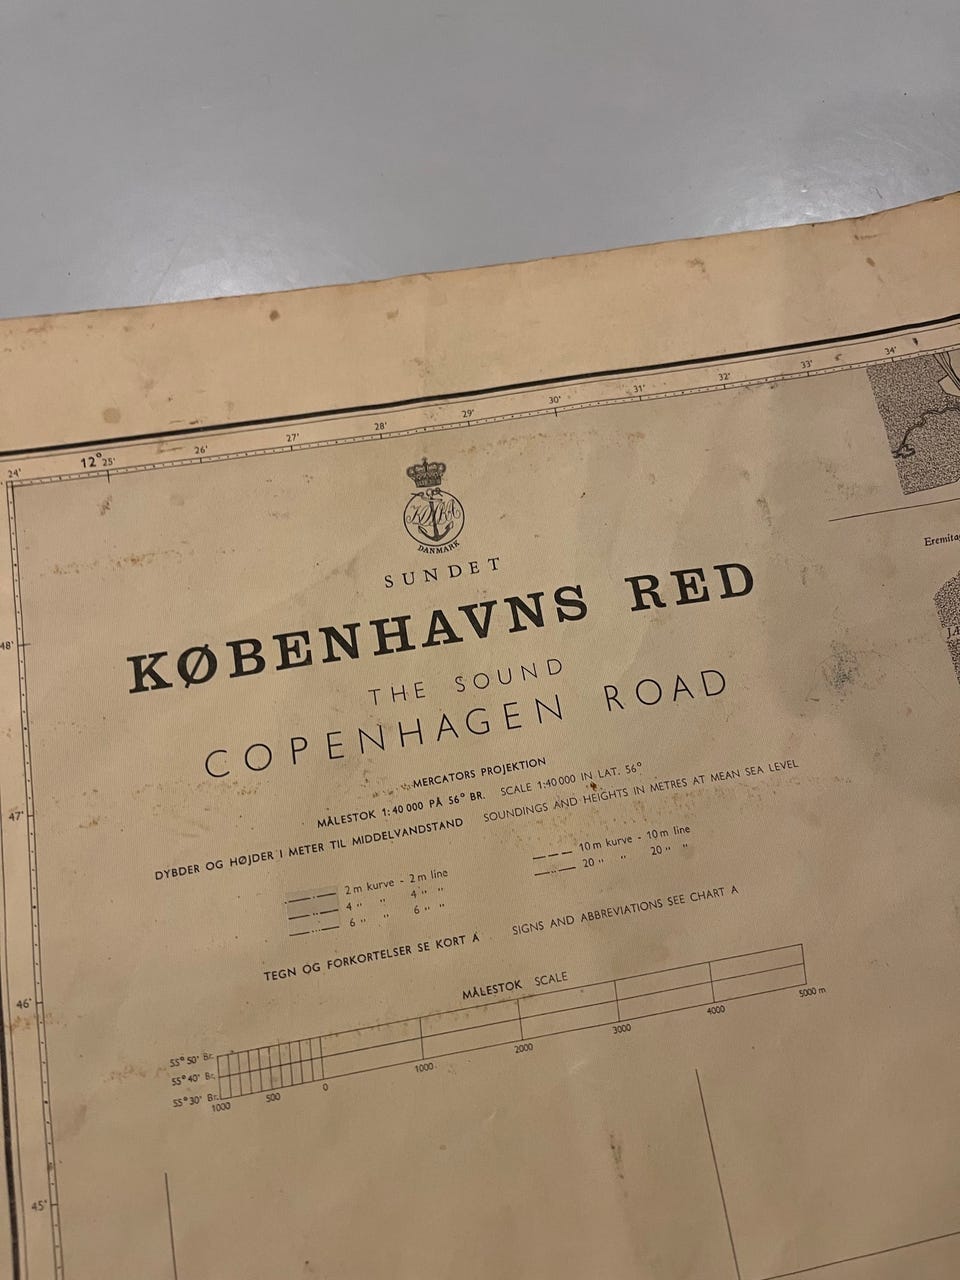 24'
12° 25'
26'
27'
28'
29'
30'
31'
32'
33'
34'
DANMARK
SUNDET
KØBENHAVNS RED
THE SOUND
COPENHAGEN ROAD
MERCATORS PROJEKTION
MÅLESTOK 1:40 000 PÅ 56° BR. SCALE 1:40 000 IN LAT. 56°
DYBDER OG HØJDER I METER TIL MIDDELVANDSTAND SOUNDINGS AND HEIGHTS IN METRES AT MEAN SEA LEVEL
2 m kurve - 2 m line 10 m kurve - 10 m line
4 " " 4 " " 20 " " 20 " "
6 " " 6 " "
TEGN OG FORKORTELSER SE KORT A SIGNS AND ABBREVIATIONS SEE CHART A
MÅLESTOK SCALE
55° 50' Br.
55° 40' Br.
55° 30' Br.
1000 500 0 1000 2000 3000 4000 5000 m
48'
47'
46'
45'
Eremita
JÆ